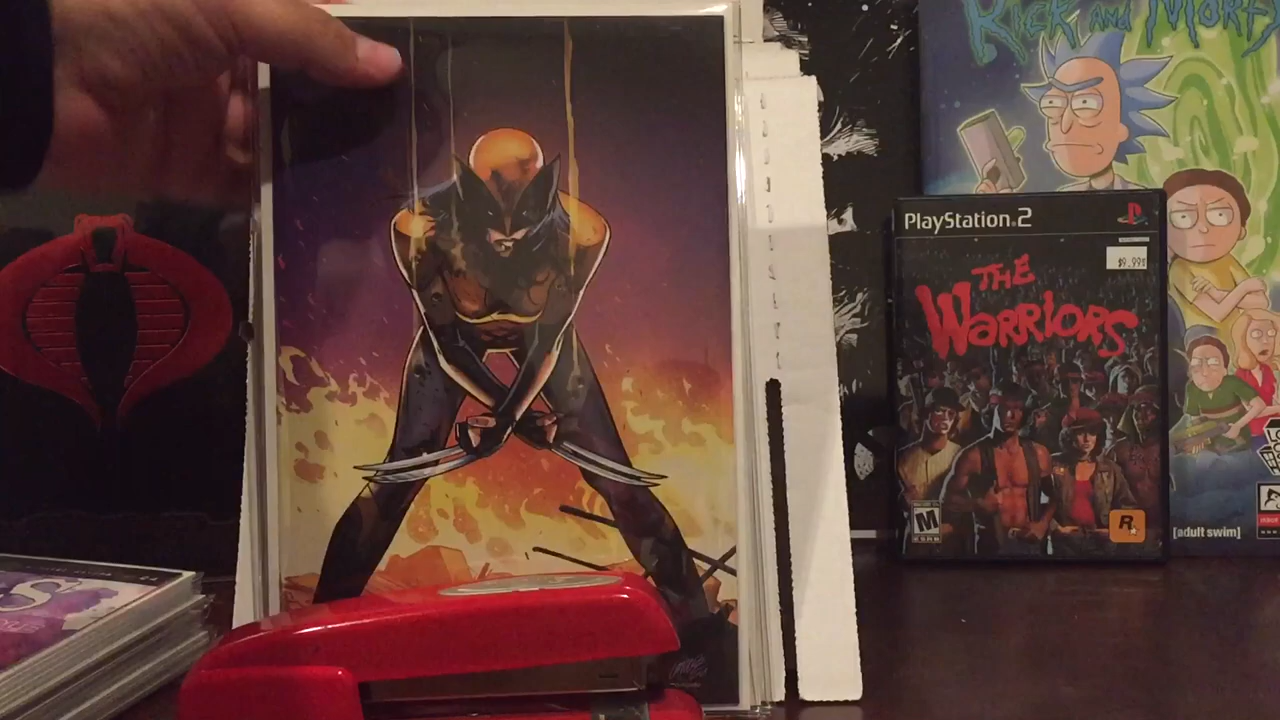 RICK AND MORTY
PlayStation 2
$9.99
THE
WARRIORS
M
R
[adult swim]